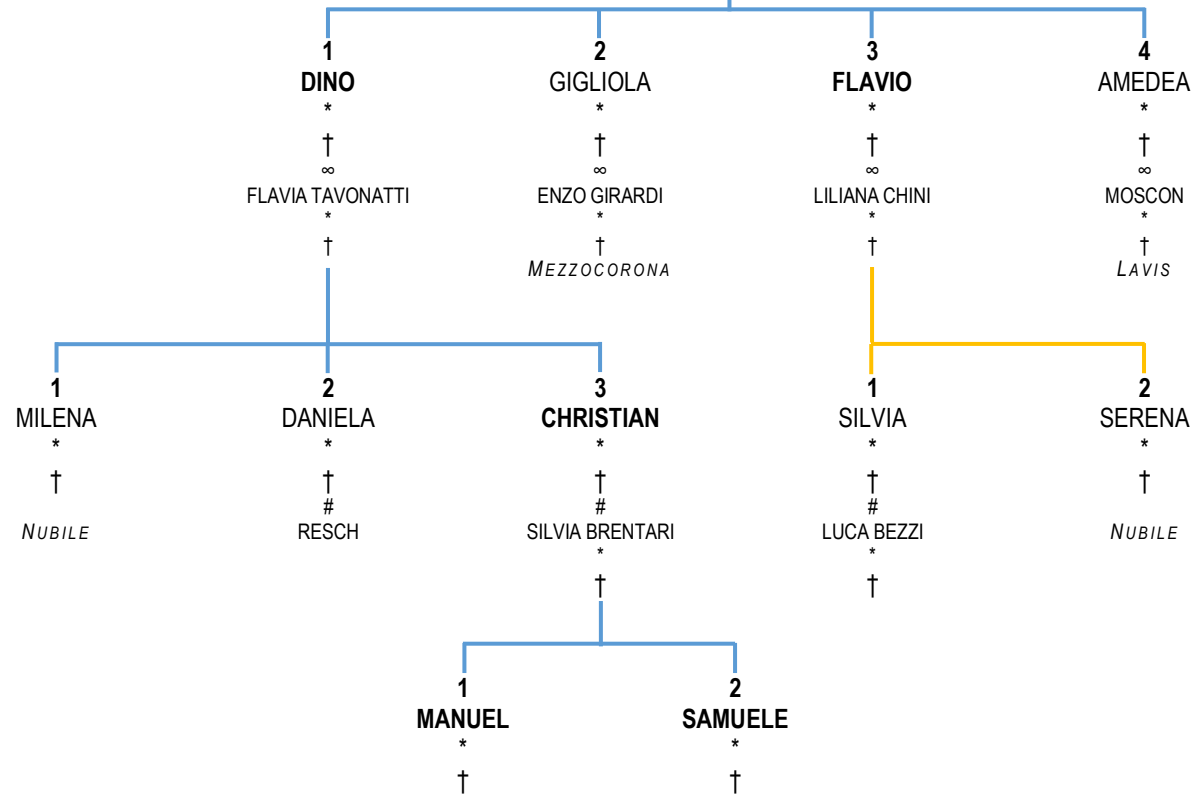 1 2 3 4
DINO GIGLIOLA FLAVIO AMEDEA
* * * *
† † † †
∞ ∞ ∞ ∞
FLAVIA TAVONATTI ENZO GIRARDI LILIANA CHINI MOSCON
* * * *
† † † †
MEZZOCORONA LAVIS
1 2 3 1 2
MILENA DANIELA CHRISTIAN SILVIA SERENA
* * * * *
† † † † †
# # #
NUBILE RESCH SILVIA BRENTARI LUCA BEZZI NUBILE
* *
† †
1 2
MANUEL SAMUELE
* *
† †